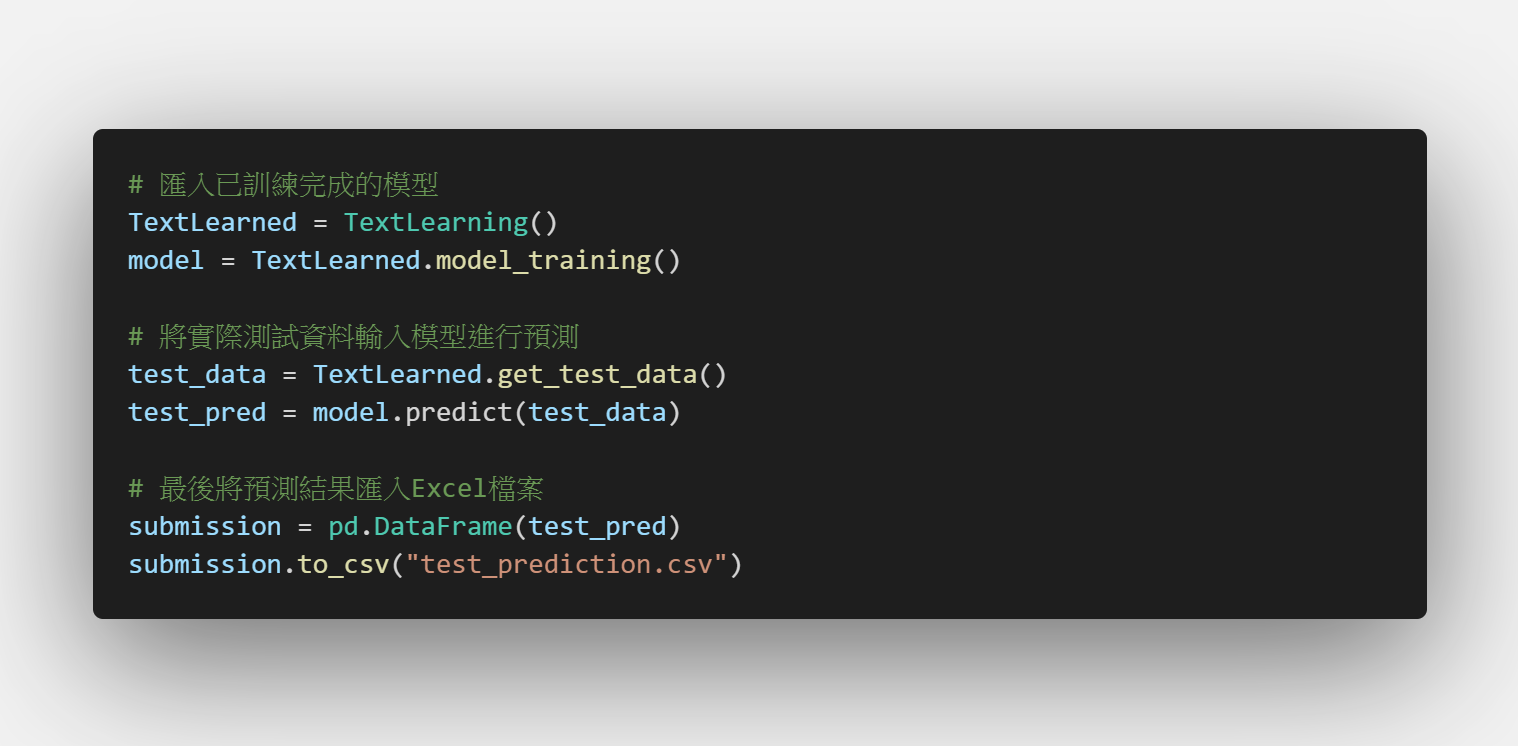 # 匯入已訓練完成的模型
TextLearned = TextLearning()
model = TextLearned.model_training()
# 將實際測試資料輸入模型進行預測
test_data = TextLearned.get_test_data()
test_pred = model.predict(test_data)
# 最後將預測結果匯入Excel檔案
submission = pd.DataFrame(test_pred)
submission.to_csv("test_prediction.csv")